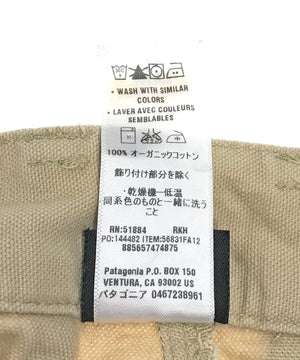 • WASH WITH SIMILAR
COLORS
• LAVER AVEC COULEURS
SEMBLABLES
100% オーガニックコットン
飾り付け部分を除く
・乾燥機−低温
・同系色のものと一緒に洗う
こと
RN:51884 RKH
PO:144482 ITEM:56831FA12
885657474875
Patagonia P.O. BOX 150
VENTURA, CA 93002 US
パタゴニア 0467238961